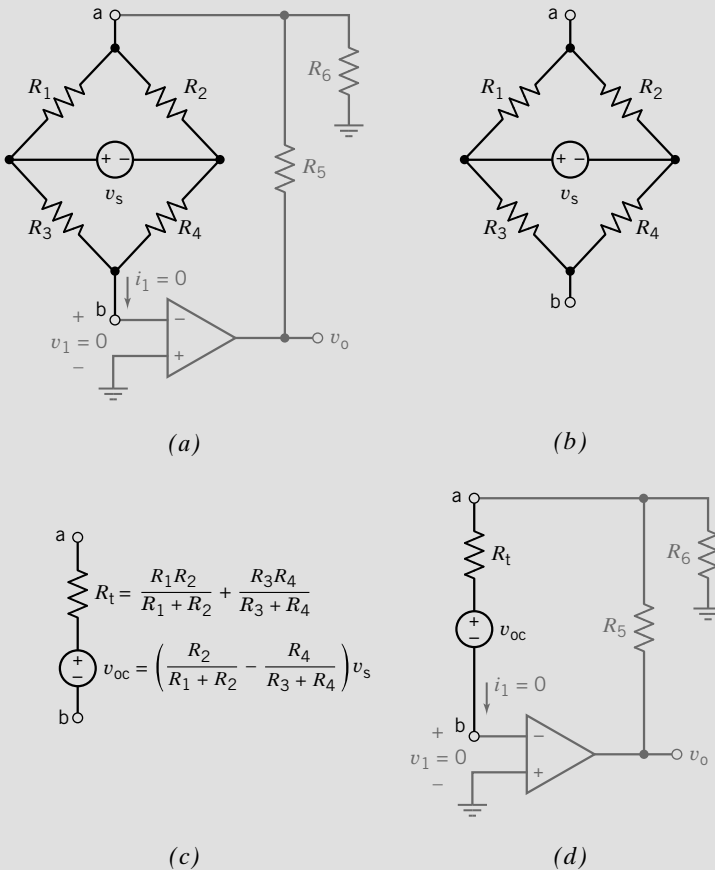 a
R1 R2
+ −
vs
R3 R4
b
i1 = 0
+
v1 = 0
−
−
+
R5
R6
vo
(a)
a
R1 R2
+ −
vs
R3 R4
b
(b)
a
Rt = R1R2 / R1 + R2 + R3R4 / R3 + R4
+
−
voc = ( R2 / R1 + R2 − R4 / R3 + R4 ) vs
b
(c)
a
Rt
+
−
voc
i1 = 0
b
+
v1 = 0
−
−
+
R5
R6
vo
(d)